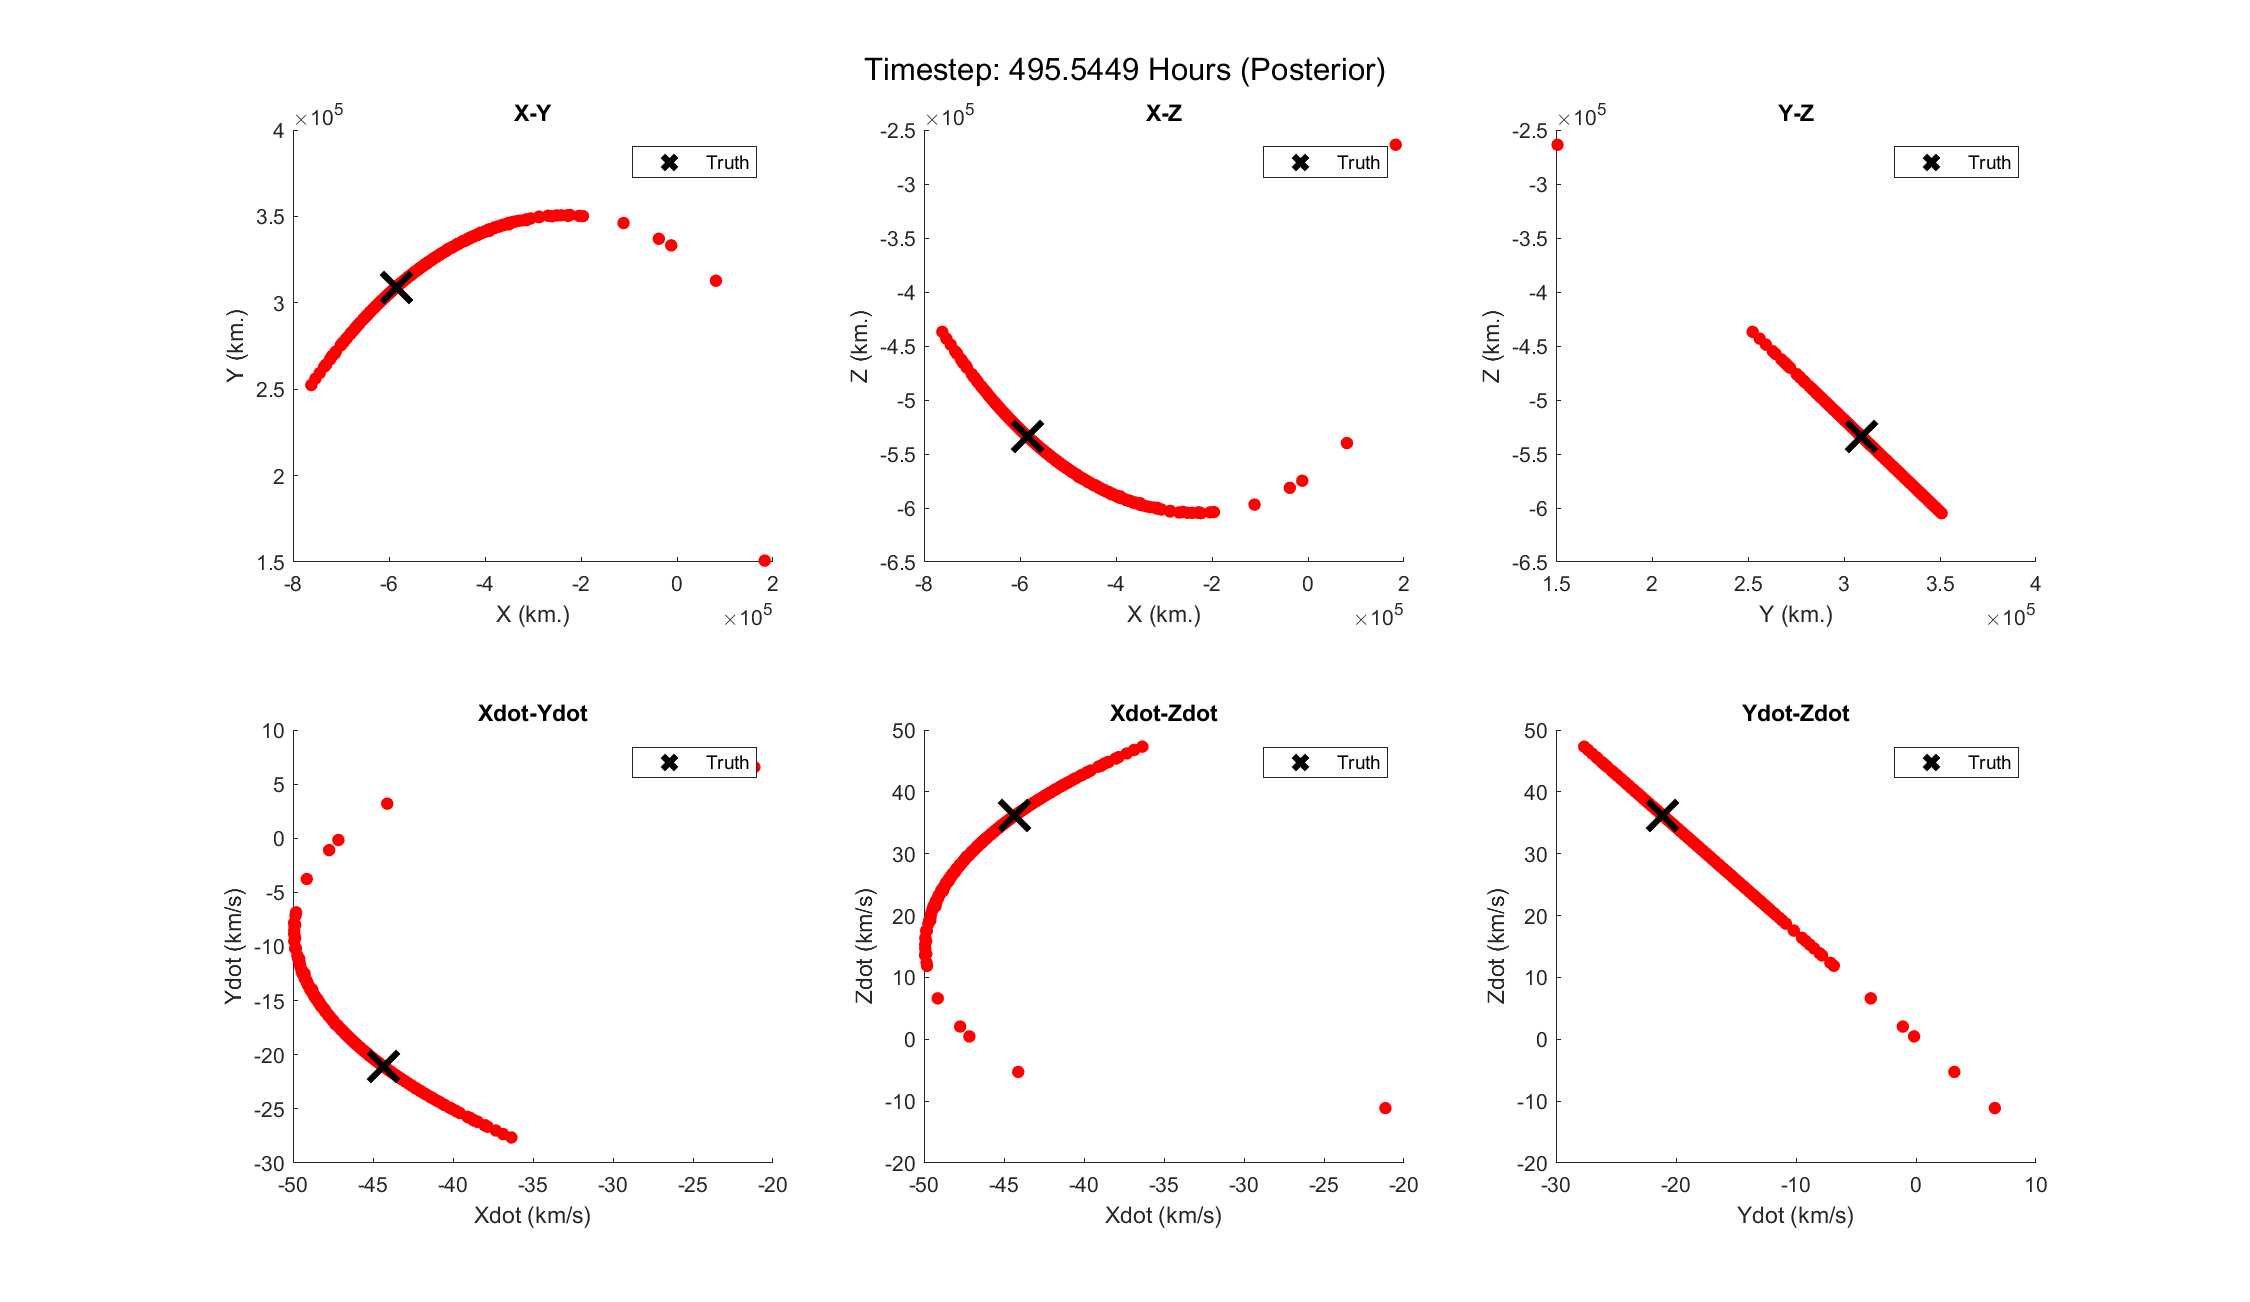 Timestep: 495.5449 Hours (Posterior)
X-Y
×10^5
4
3.5
3
2.5
2
1.5
-8 -6 -4 -2 0 2
×10^5
X (km.)
Y (km.)
Truth
X-Z
×10^5
-2.5
-3
-3.5
-4
-4.5
-5
-5.5
-6
-6.5
-8 -6 -4 -2 0 2
×10^5
X (km.)
Z (km.)
Truth
Y-Z
×10^5
-2.5
-3
-3.5
-4
-4.5
-5
-5.5
-6
-6.5
1.5 2 2.5 3 3.5 4
×10^5
Y (km.)
Z (km.)
Truth
Xdot-Ydot
10
5
0
-5
-10
-15
-20
-25
-30
-50 -45 -40 -35 -30 -25 -20
Xdot (km/s)
Ydot (km/s)
Truth
Xdot-Zdot
50
40
30
20
10
0
-10
-20
-50 -45 -40 -35 -30 -25 -20
Xdot (km/s)
Zdot (km/s)
Truth
Ydot-Zdot
50
40
30
20
10
0
-10
-20
-30 -20 -10 0 10
Ydot (km/s)
Zdot (km/s)
Truth